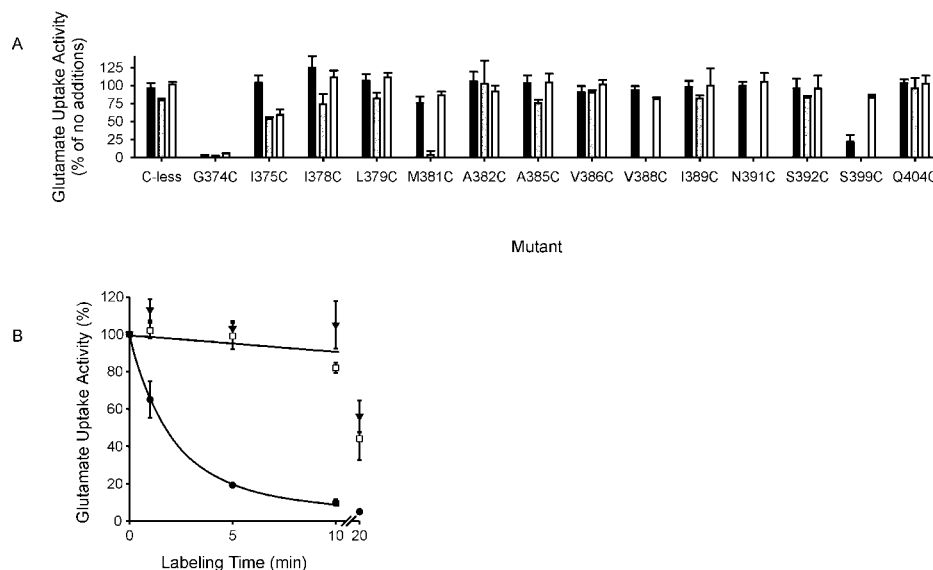 A
Glutamate Uptake Activity
(% of no additions)
125
100
75
50
25
0
C-less G374C I375C I378C L379C M381C A382C A385C V386C V388C I389C N391C S392C S399C Q404C
Mutant
B
Glutamate Uptake Activity (%)
120
100
80
60
40
20
0
0 5 10 20
Labeling Time (min)